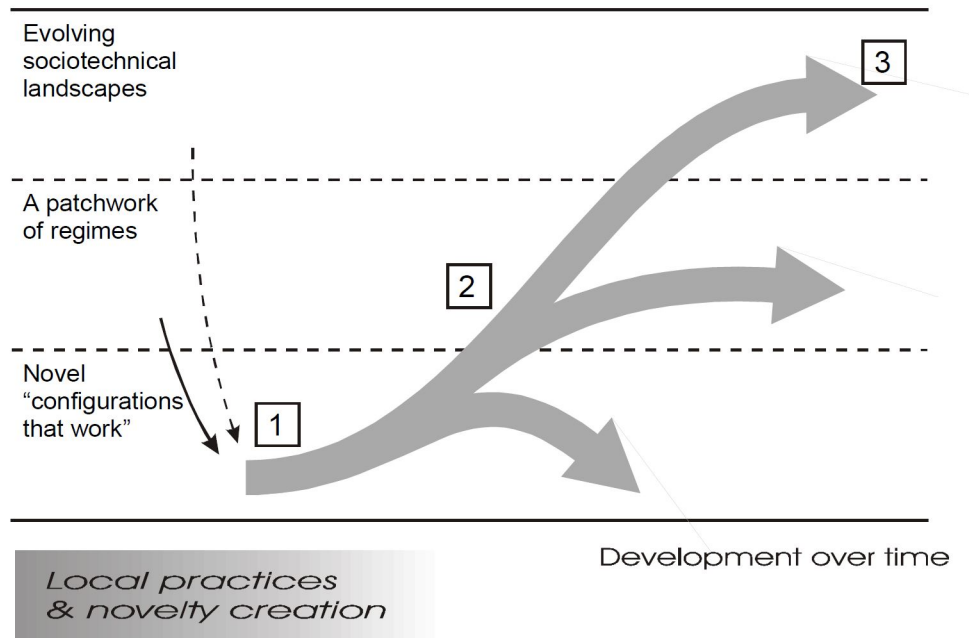 Evolving
sociotechnical
landscapes
3
A patchwork
of regimes
2
Novel
“configurations
that work”
1
Development over time
Local practices
& novelty creation